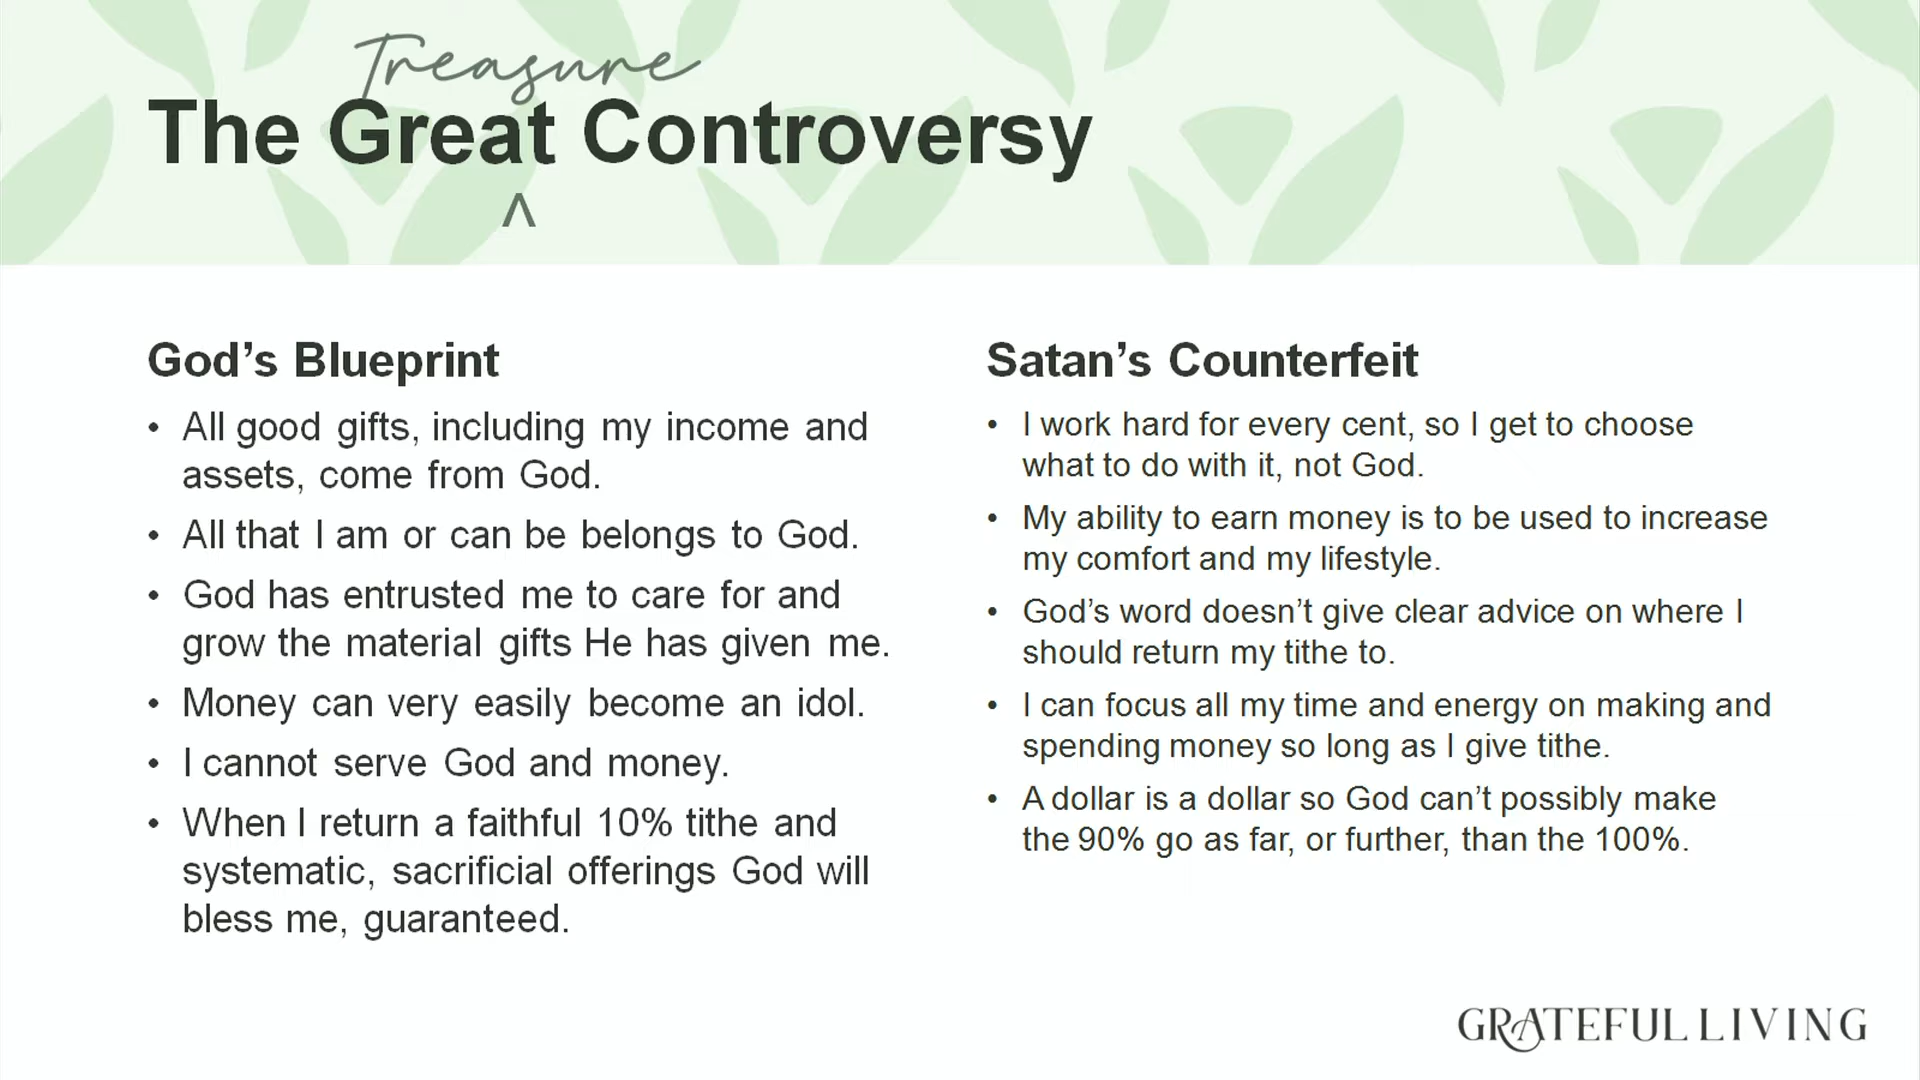 Treasure
The Great Controversy
^
God’s Blueprint
• All good gifts, including my income and
assets, come from God.
• All that I am or can be belongs to God.
• God has entrusted me to care for and
grow the material gifts He has given me.
• Money can very easily become an idol.
• I cannot serve God and money.
• When I return a faithful 10% tithe and
systematic, sacrificial offerings God will
bless me, guaranteed.
Satan’s Counterfeit
• I work hard for every cent, so I get to choose
what to do with it, not God.
• My ability to earn money is to be used to increase
my comfort and my lifestyle.
• God’s word doesn’t give clear advice on where I
should return my tithe to.
• I can focus all my time and energy on making and
spending money so long as I give tithe.
• A dollar is a dollar so God can’t possibly make
the 90% go as far, or further, than the 100%.
GRATEFUL LIVING